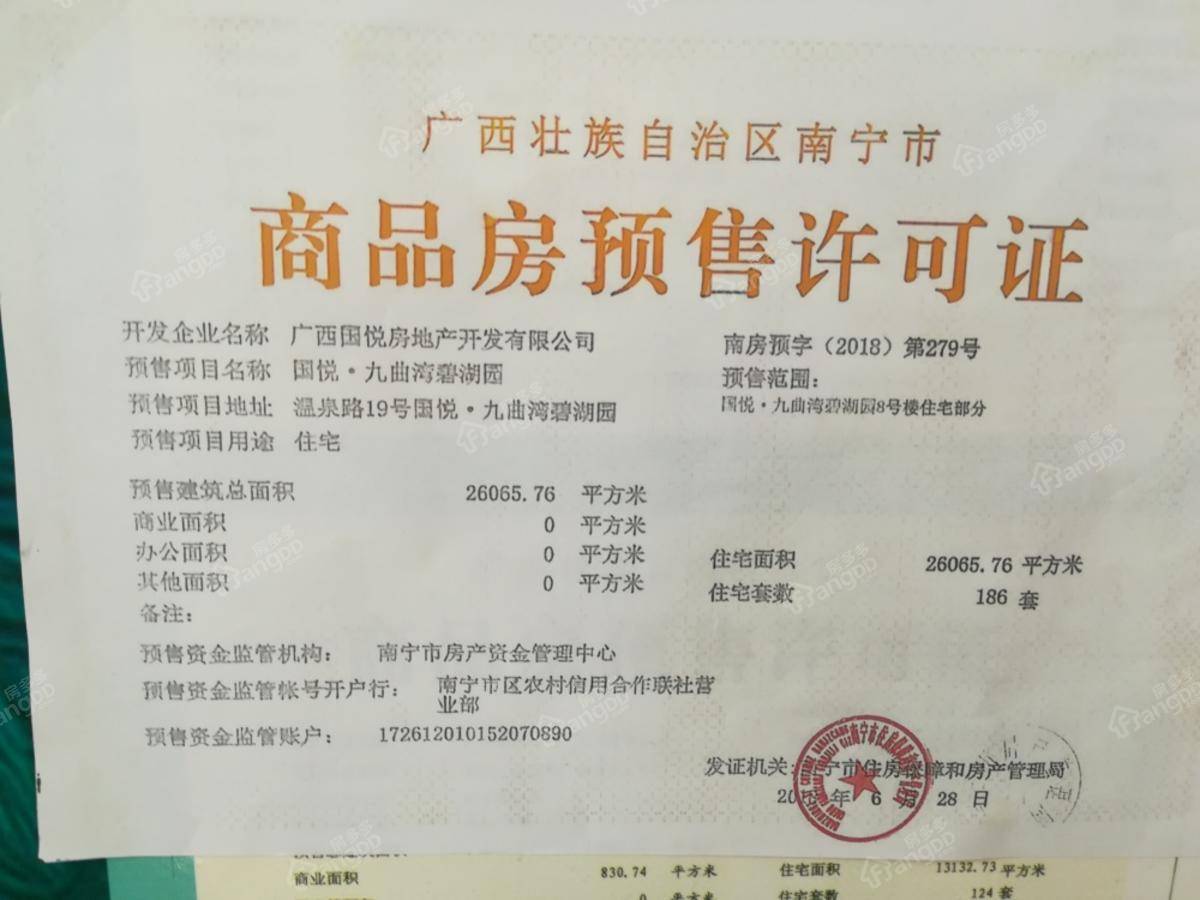 广西壮族自治区南宁市
商品房预售许可证
开发企业名称 广西国悦房地产开发有限公司
南房预字（2018）第279号
预售项目名称 国悦·九曲湾碧湖园
预售范围：
预售项目地址 温泉路19号国悦·九曲湾碧湖园
国悦·九曲湾碧湖园8号楼住宅部分
预售项目用途 住宅
预售建筑总面积 26065.76 平方米
商业面积 0 平方米
办公面积 0 平方米
住宅面积 26065.76 平方米
其他面积 0 平方米
住宅套数 186 套
备注：
预售资金监管机构： 南宁市房产资金管理中心
预售资金监管帐号开户行： 南宁市区农村信用合作联社营
业部
预售资金监管账户： 172612010152070890
发证机关：南宁市住房保障和房产管理局
年 6 月 28 日
商业面积 830.74 平方米 住宅面积 13132.73 平方米
0 平方米 住宅套数 124 套
房多多
angDD